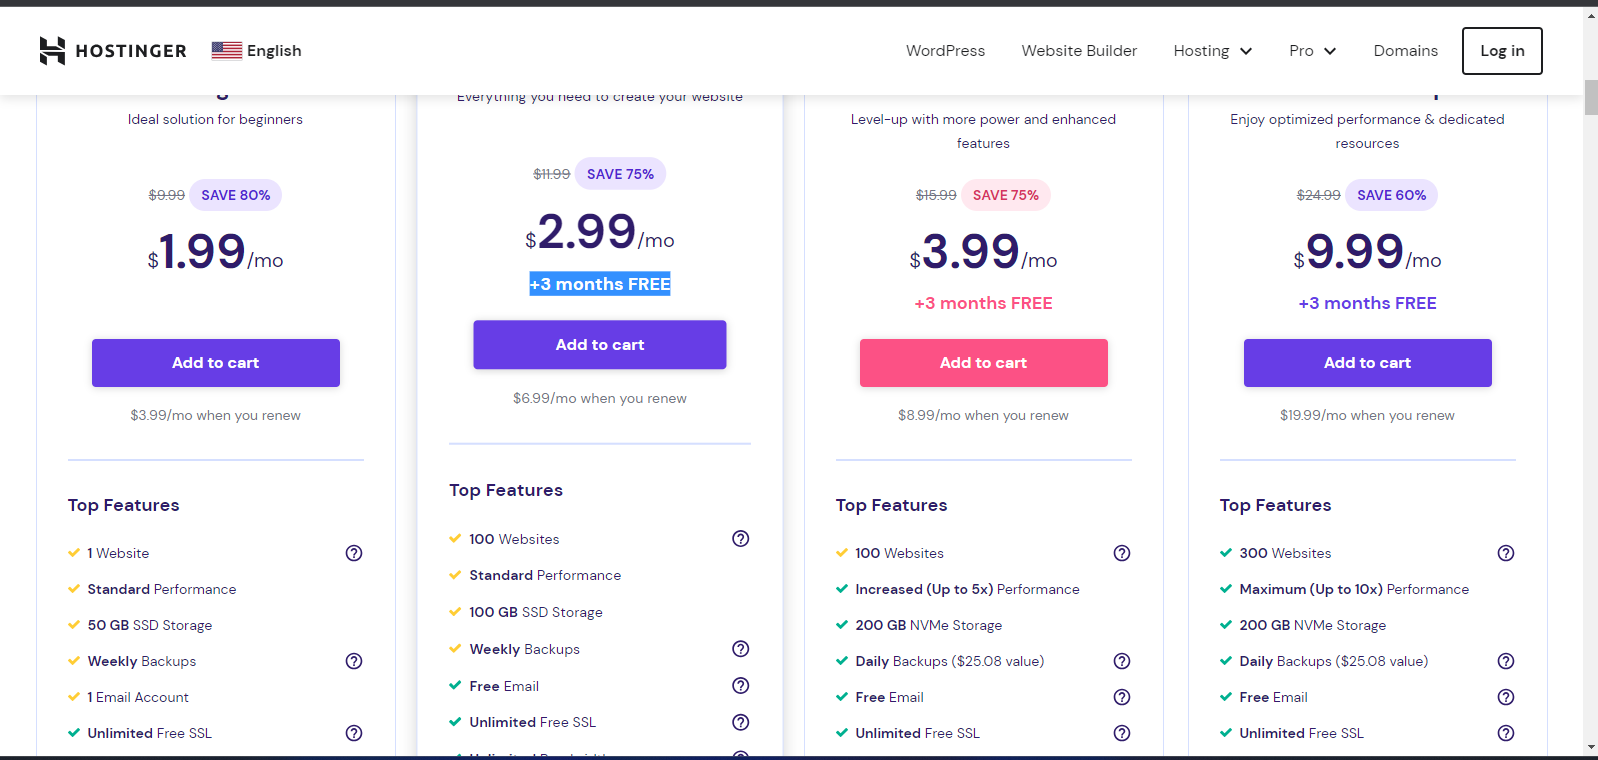 HOSTINGER
English
WordPress
Website Builder
Hosting
Pro
Domains
Log in
Ideal solution for beginners
$9.99 SAVE 80%
$1.99/mo
Add to cart
$3.99/mo when you renew
Top Features
1 Website
Standard Performance
50 GB SSD Storage
Weekly Backups
1 Email Account
Unlimited Free SSL
Everything you need to create your website
$11.99 SAVE 75%
$2.99/mo
+3 months FREE
Add to cart
$6.99/mo when you renew
Top Features
100 Websites
Standard Performance
100 GB SSD Storage
Weekly Backups
Free Email
Unlimited Free SSL
Level-up with more power and enhanced
features
$15.99 SAVE 75%
$3.99/mo
+3 months FREE
Add to cart
$8.99/mo when you renew
Top Features
100 Websites
Increased (Up to 5x) Performance
200 GB NVMe Storage
Daily Backups ($25.08 value)
Free Email
Unlimited Free SSL
Enjoy optimized performance & dedicated
resources
$24.99 SAVE 60%
$9.99/mo
+3 months FREE
Add to cart
$19.99/mo when you renew
Top Features
300 Websites
Maximum (Up to 10x) Performance
200 GB NVMe Storage
Daily Backups ($25.08 value)
Free Email
Unlimited Free SSL